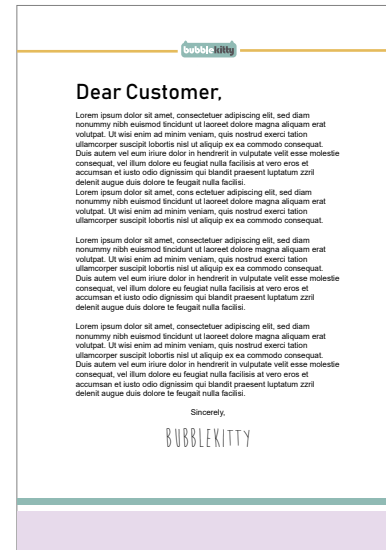 bubblekitty
Dear Customer,
Lorem ipsum dolor sit amet, consectetuer adipiscing elit, sed diam
nonummy nibh euismod tincidunt ut laoreet dolore magna aliquam erat
volutpat. Ut wisi enim ad minim veniam, quis nostrud exerci tation
ullamcorper suscipit lobortis nisl ut aliquip ex ea commodo consequat.
Duis autem vel eum iriure dolor in hendrerit in vulputate velit esse molestie
consequat, vel illum dolore eu feugiat nulla facilisis at vero eros et
accumsan et iusto odio dignissim qui blandit praesent luptatum zzril
delenit augue duis dolore te feugait nulla facilisi.
Lorem ipsum dolor sit amet, cons ectetuer adipiscing elit, sed diam
nonummy nibh euismod tincidunt ut laoreet dolore magna aliquam erat
volutpat. Ut wisi enim ad minim veniam, quis nostrud exerci tation
ullamcorper suscipit lobortis nisl ut aliquip ex ea commodo consequat.
Lorem ipsum dolor sit amet, consectetuer adipiscing elit, sed diam
nonummy nibh euismod tincidunt ut laoreet dolore magna aliquam erat
volutpat. Ut wisi enim ad minim veniam, quis nostrud exerci tation
ullamcorper suscipit lobortis nisl ut aliquip ex ea commodo consequat.
Duis autem vel eum iriure dolor in hendrerit in vulputate velit esse molestie
consequat, vel illum dolore eu feugiat nulla facilisis at vero eros et
accumsan et iusto odio dignissim qui blandit praesent luptatum zzril
delenit augue duis dolore te feugait nulla facilisi.
Lorem ipsum dolor sit amet, consectetuer adipiscing elit, sed diam
nonummy nibh euismod tincidunt ut laoreet dolore magna aliquam erat
volutpat. Ut wisi enim ad minim veniam, quis nostrud exerci tation
ullamcorper suscipit lobortis nisl ut aliquip ex ea commodo consequat.
Duis autem vel eum iriure dolor in hendrerit in vulputate velit esse molestie
consequat, vel illum dolore eu feugiat nulla facilisis at vero eros et
accumsan et iusto odio dignissim qui blandit praesent luptatum zzril
delenit augue duis dolore te feugait nulla facilisi.
Sincerely,
BUBBLEKITTY